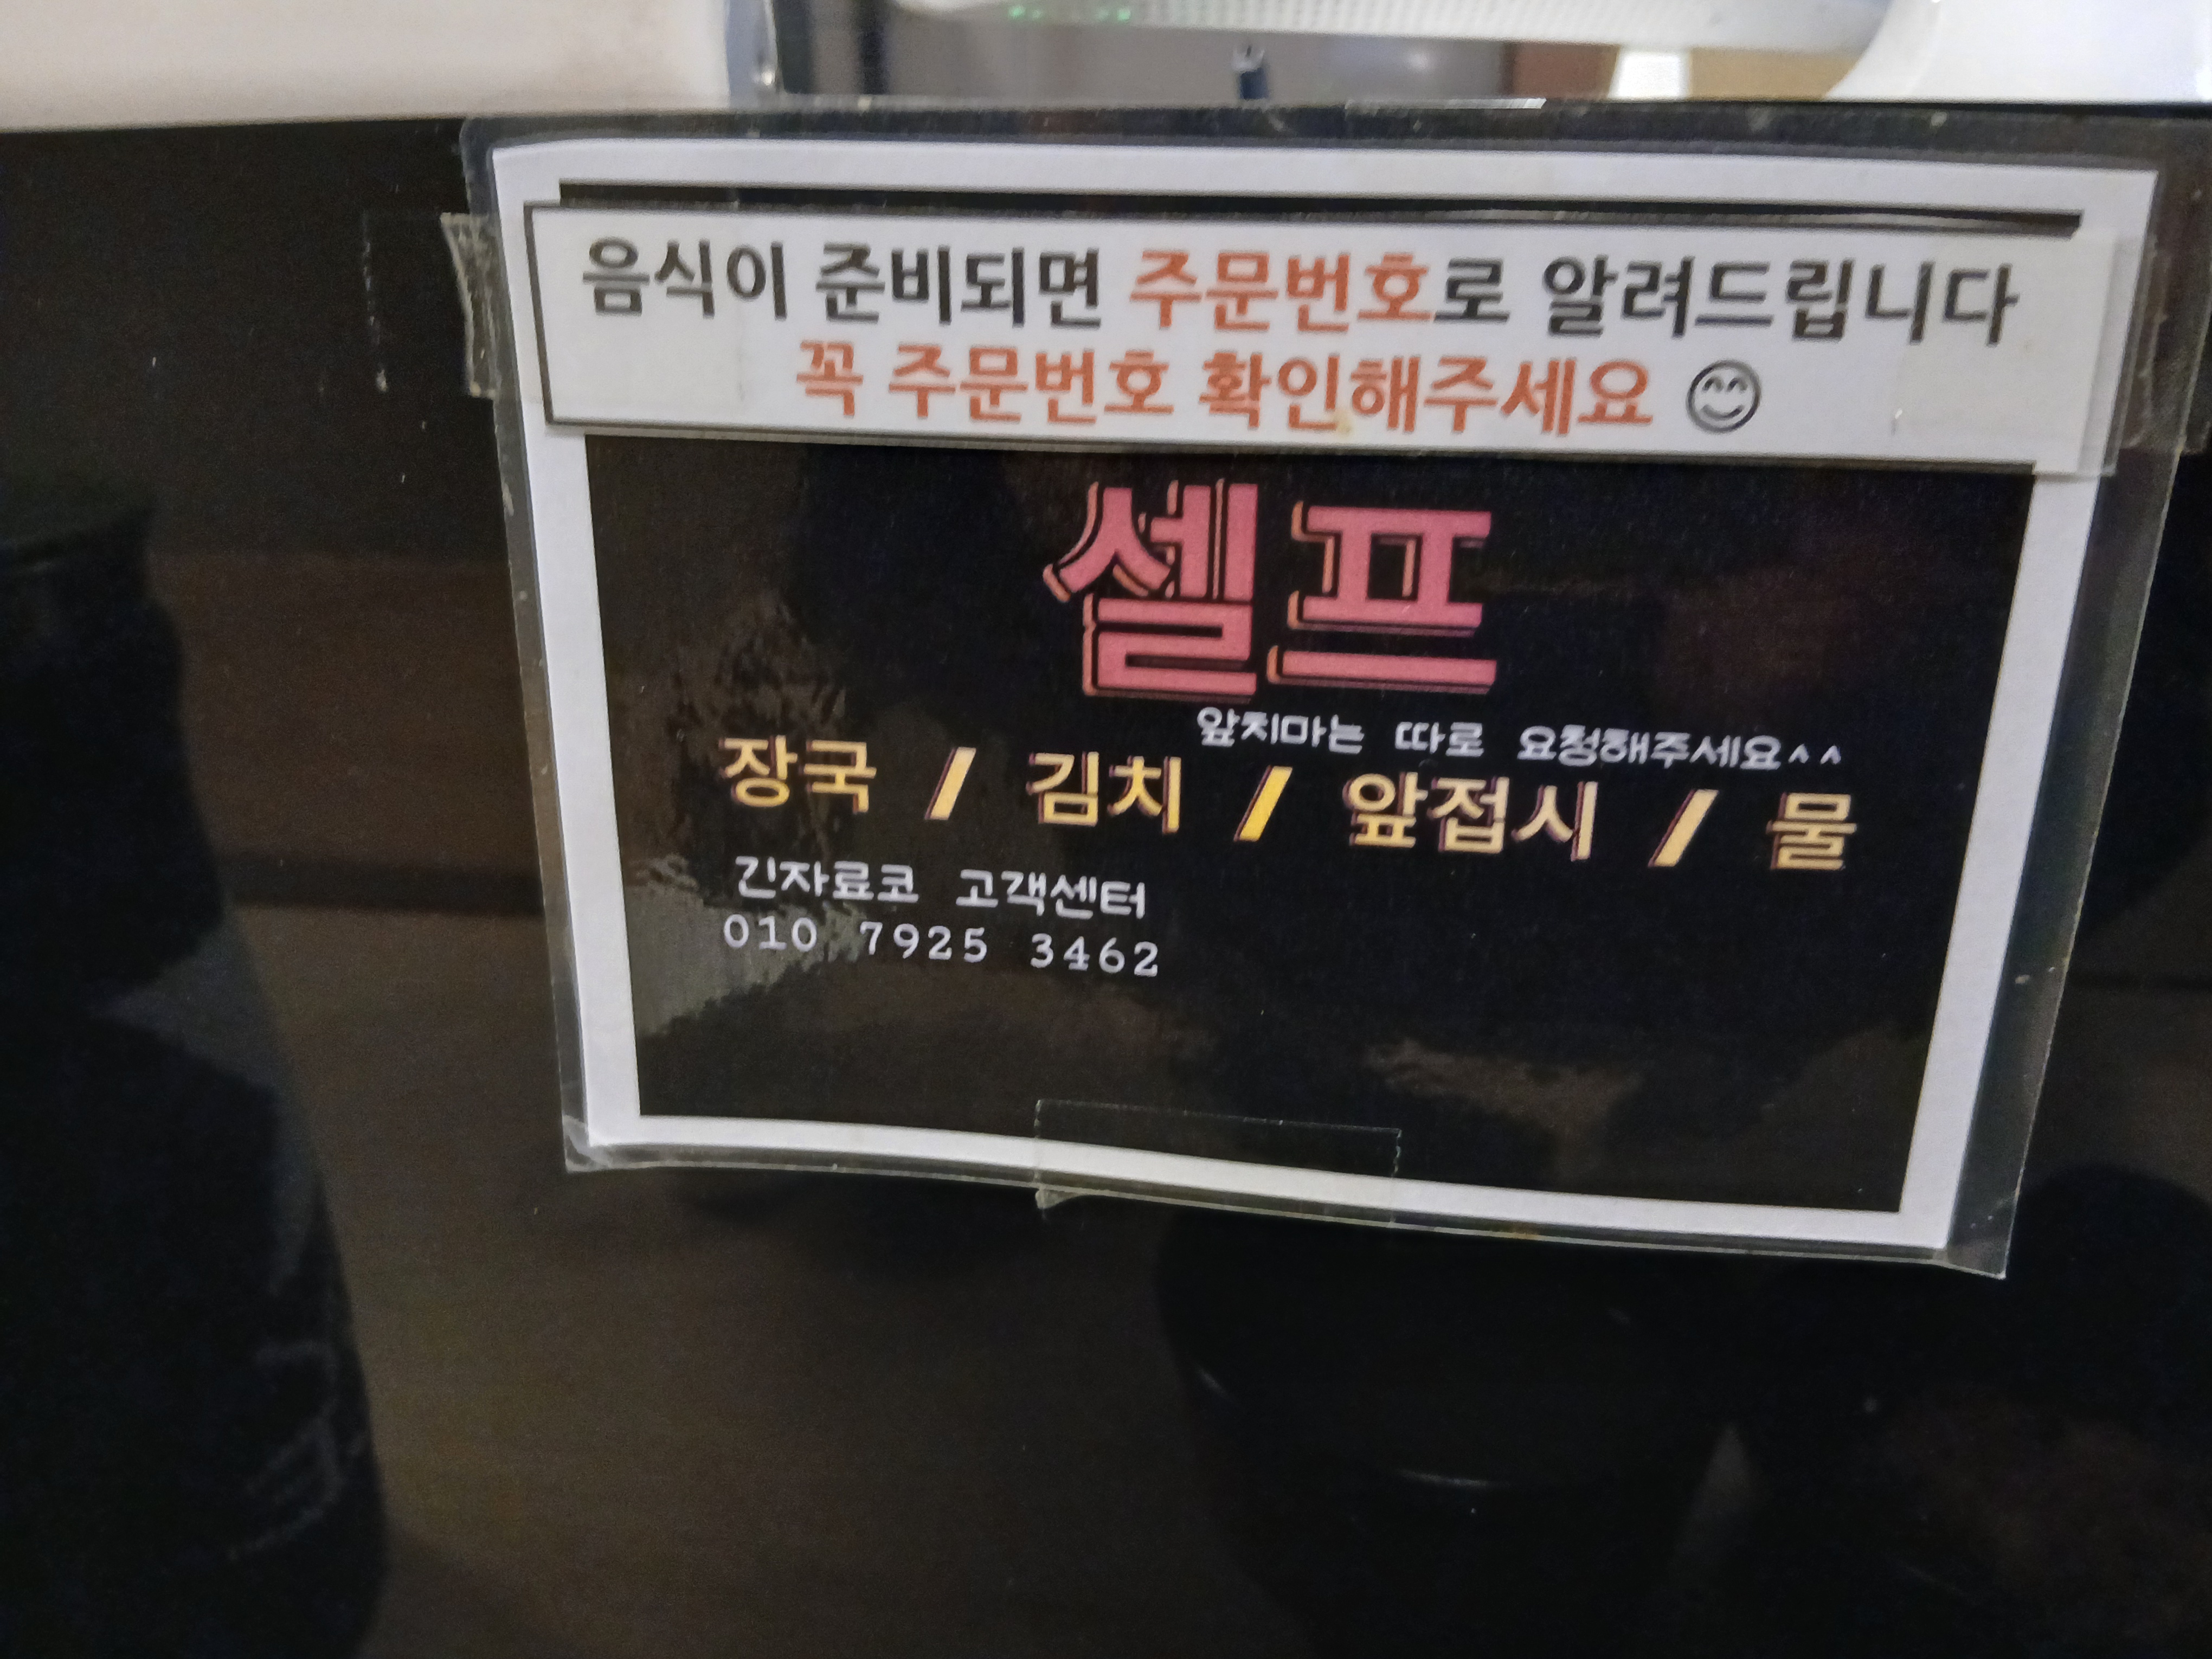 음식이 준비되면 주문번호로 알려드립니다
꼭 주문번호 확인해주세요 😊
셀프
앞치마는 따로 요청해주세요^^
장국 / 김치 / 앞접시 / 물
긴자료코 고객센터
010 7925 3462